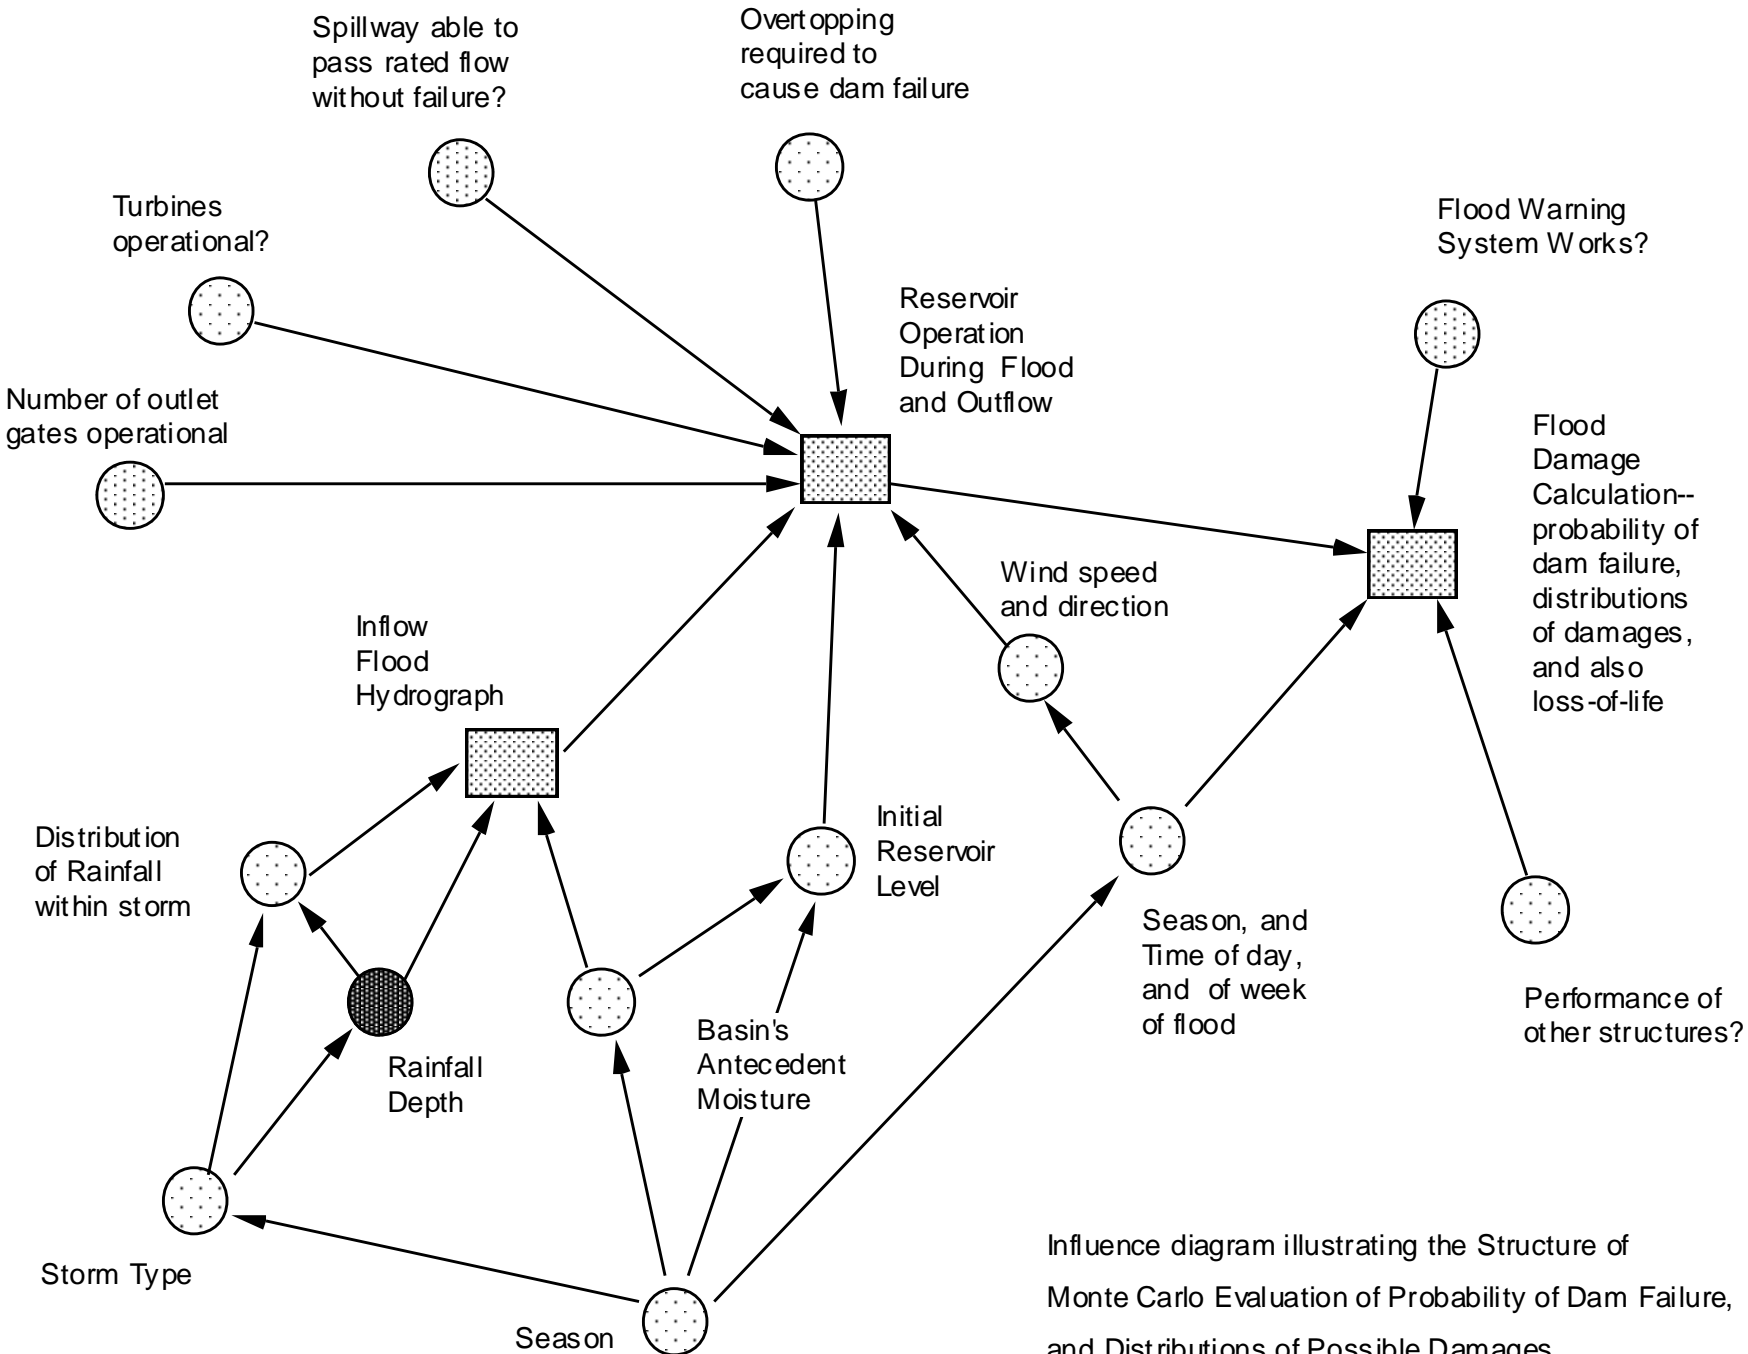 Spillway able to
pass rated flow
without failure?
Overtopping
required to
cause dam failure
Turbines
operational?
Flood Warning
System Works?
Number of outlet
gates operational
Reservoir
Operation
During Flood
and Outflow
Flood
Damage
Calculation--
probability of
dam failure,
distributions
of damages,
and also
loss-of-life
Wind speed
and direction
Inflow
Flood
Hydrograph
Distribution
of Rainfall
within storm
Initial
Reservoir
Level
Season, and
Time of day,
and of week
of flood
Performance of
other structures?
Rainfall
Depth
Basin's
Antecedent
Moisture
Storm Type
Season
Influence diagram illustrating the Structure of
Monte Carlo Evaluation of Probability of Dam Failure,
and Distributions of Possible Damages